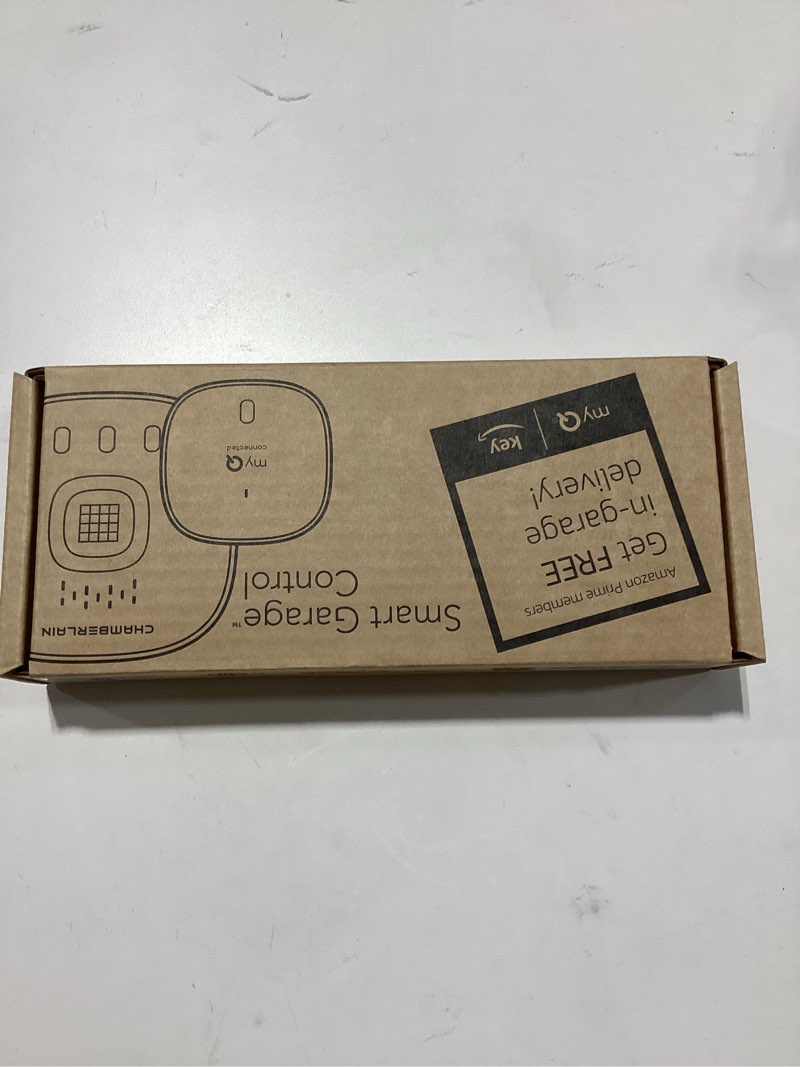 Amazon Prime members
Get FREE
in-garage
delivery!
myQ | key
Smart Garage™
Control
CHAMBERLAIN
myQ
connected